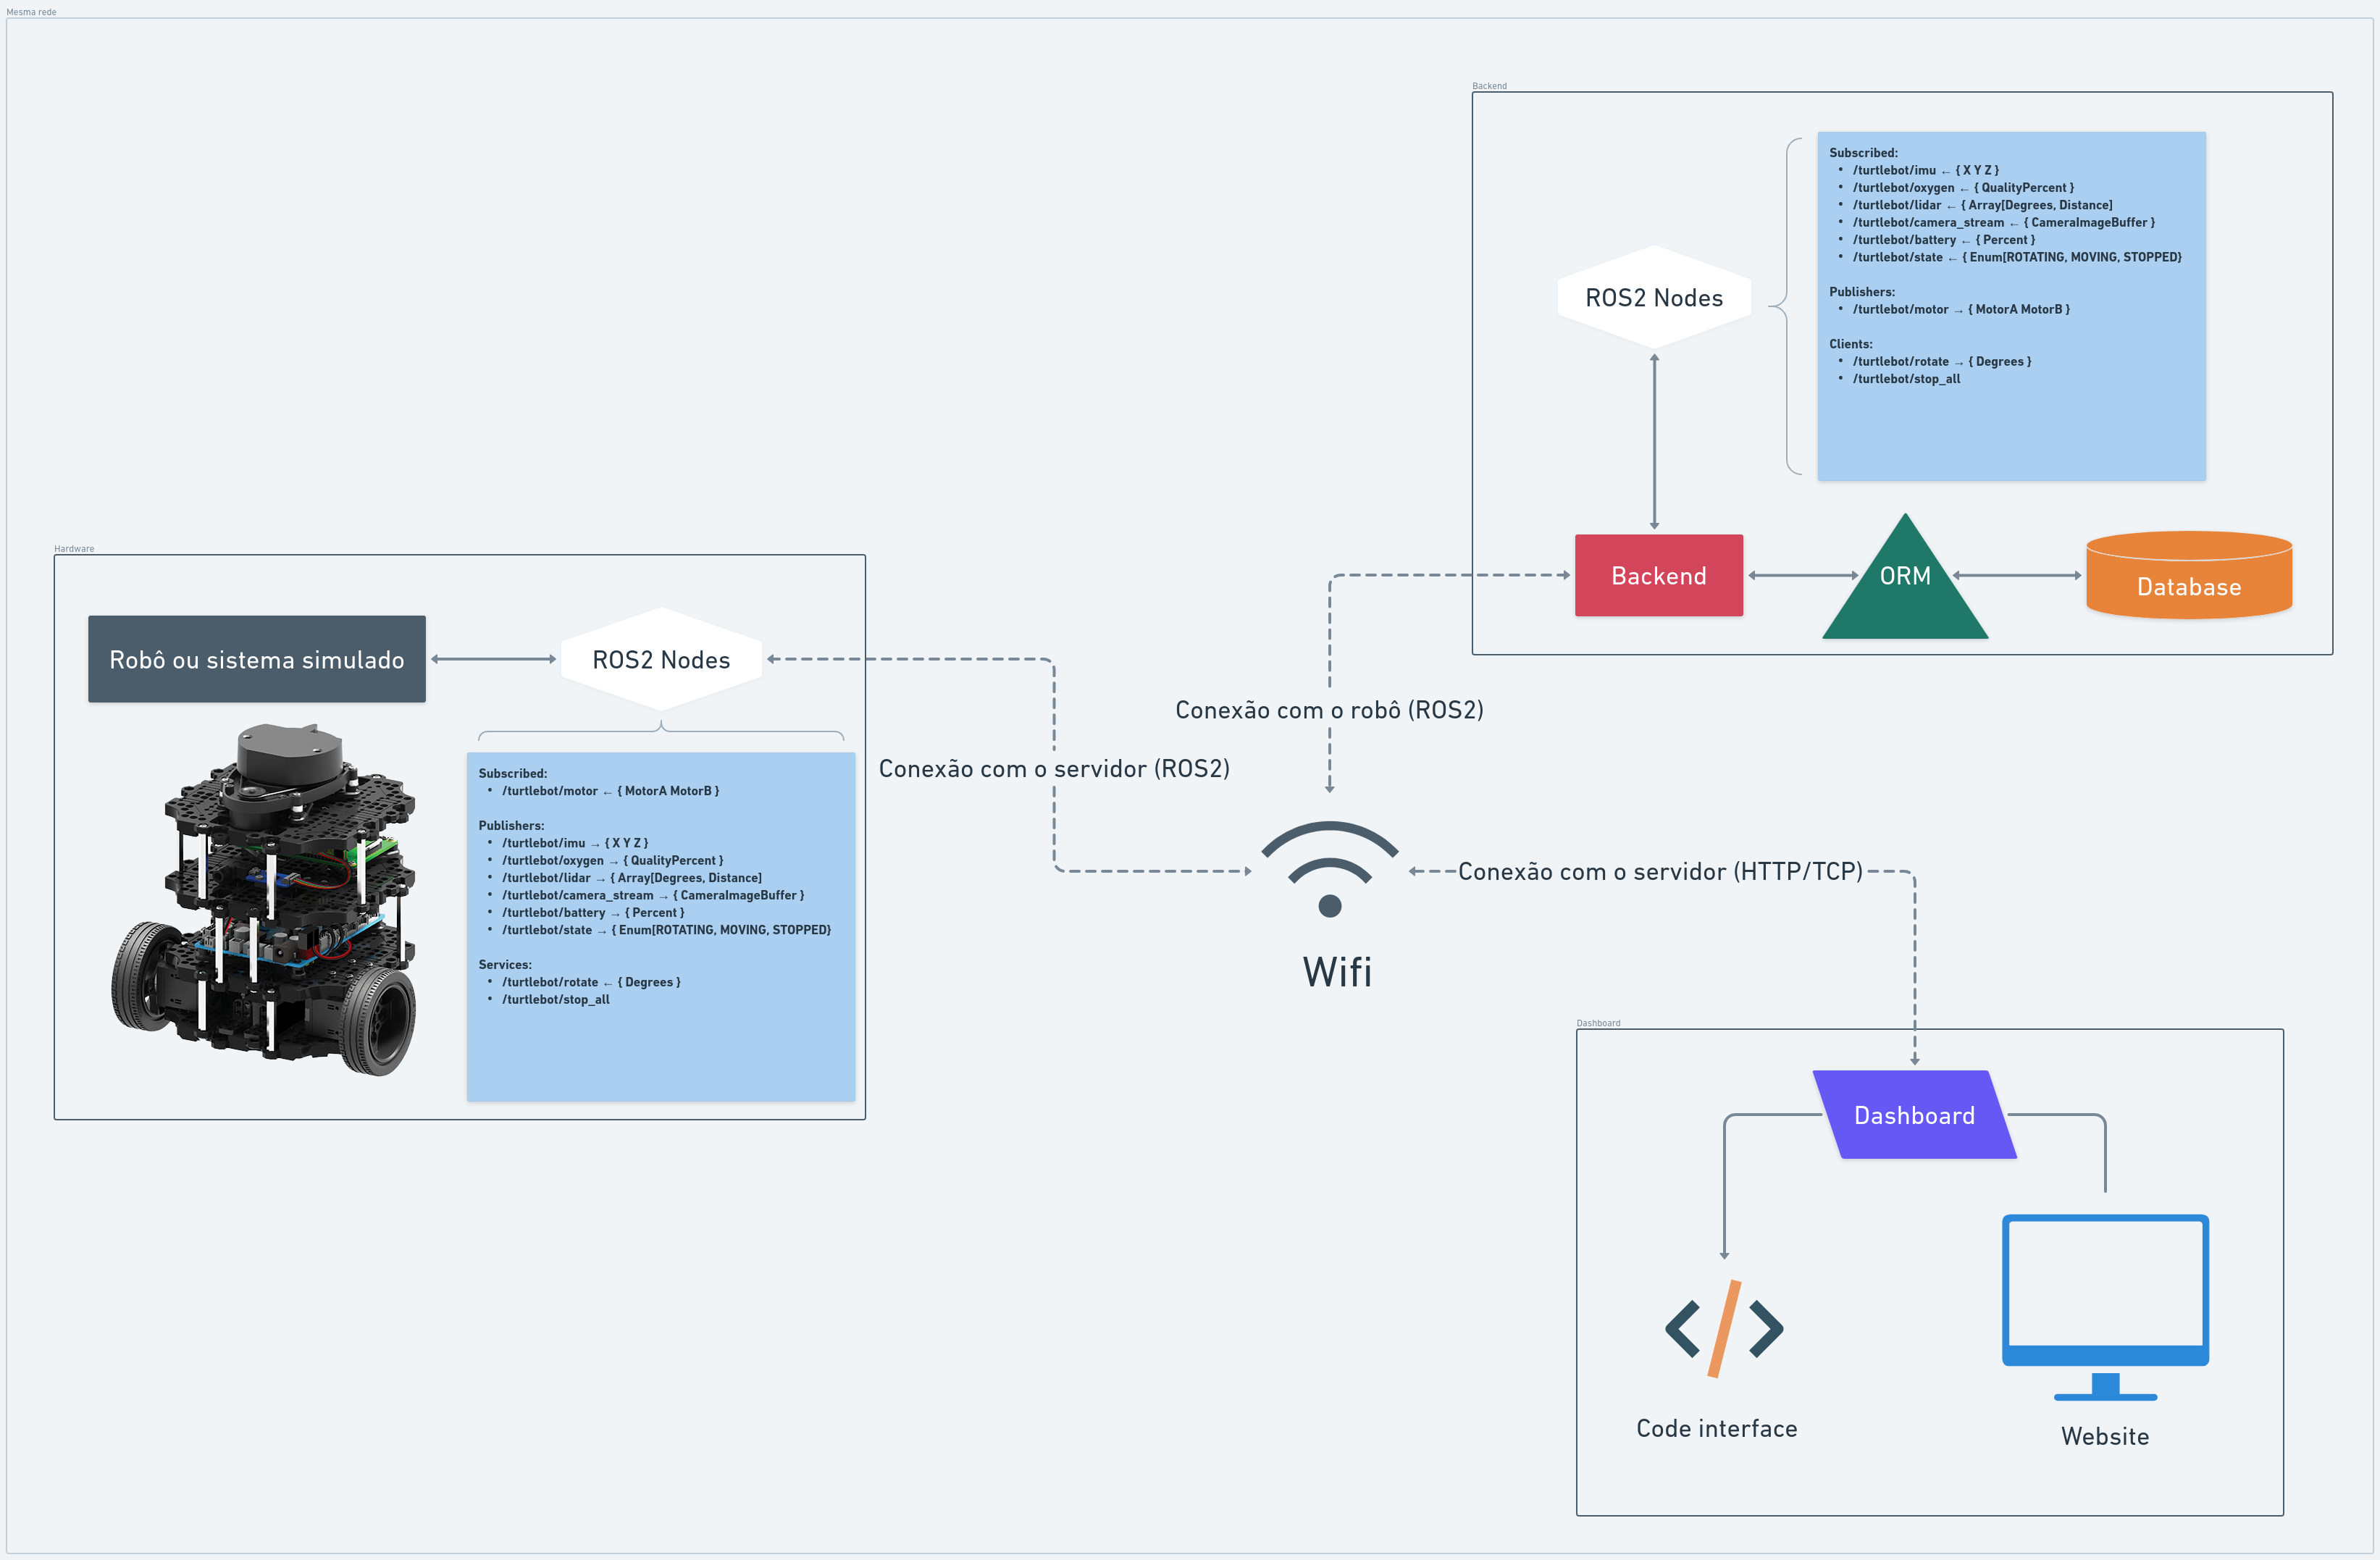 Mesma rede
Backend
Subscribed:
• /turtlebot/imu ← { X Y Z }
• /turtlebot/oxygen ← { QualityPercent }
• /turtlebot/lidar ← { Array[Degrees, Distance]
• /turtlebot/camera_stream ← { CameraImageBuffer }
• /turtlebot/battery ← { Percent }
• /turtlebot/state ← { Enum[ROTATING, MOVING, STOPPED}
Publishers:
• /turtlebot/motor → { MotorA MotorB }
Clients:
• /turtlebot/rotate → { Degrees }
• /turtlebot/stop_all
ROS2 Nodes
Backend
ORM
Database
Hardware
Robô ou sistema simulado
ROS2 Nodes
Subscribed:
• /turtlebot/motor ← { MotorA MotorB }
Publishers:
• /turtlebot/imu → { X Y Z }
• /turtlebot/oxygen → { QualityPercent }
• /turtlebot/lidar → { Array[Degrees, Distance]
• /turtlebot/camera_stream → { CameraImageBuffer }
• /turtlebot/battery → { Percent }
• /turtlebot/state → { Enum[ROTATING, MOVING, STOPPED}
Services:
• /turtlebot/rotate ← { Degrees }
• /turtlebot/stop_all
Conexão com o robô (ROS2)
Conexão com o servidor (ROS2)
Conexão com o servidor (HTTP/TCP)
Wifi
Dashboard
Dashboard
Code interface
Website